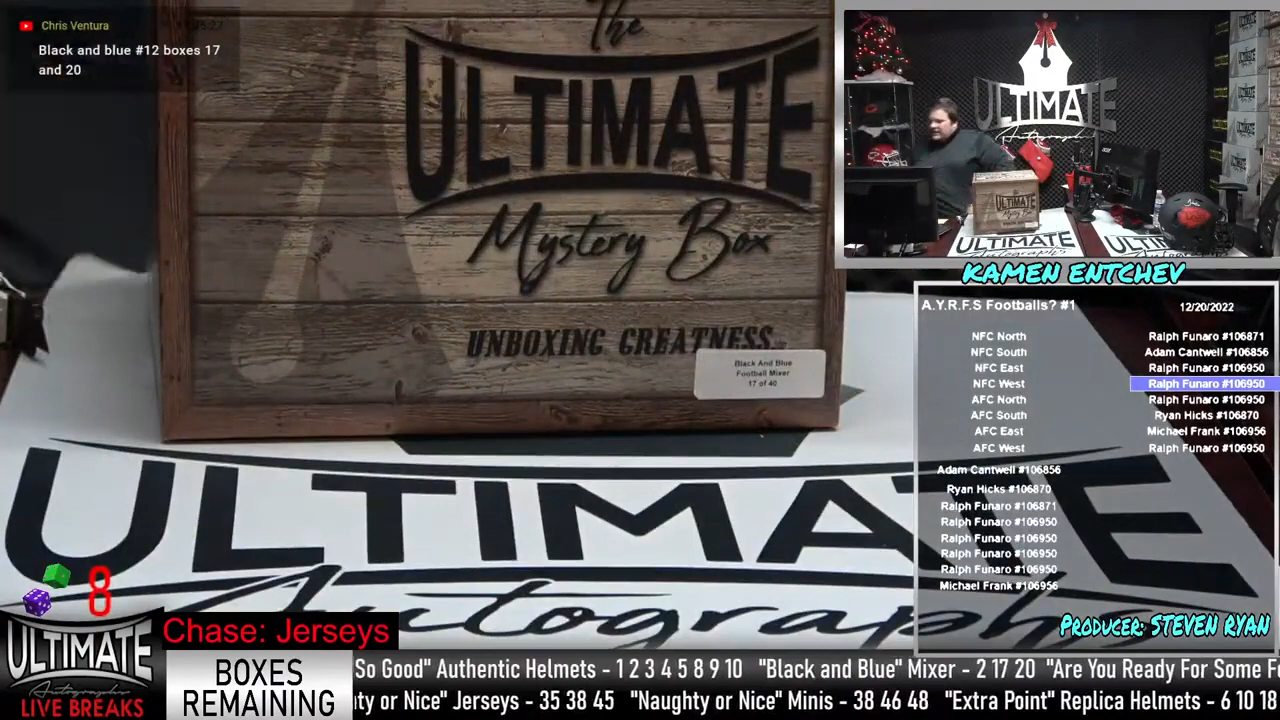 Chris Ventura
Black and blue #12 boxes 17
and 20
The
ULTIMATE
Mystery Box
UNBOXING GREATNESS
Black And Blue
Football Mixer
17 of 40
ULTIMATE
Autographs
ULTIMATE
Autographs
ULTIMATE
ULTIMATE
Autographs
KAMEN ENTCHEV
A.Y.R.F.S Footballs? #1 12/20/2022
NFC North Ralph Funaro #106871
NFC South Adam Cantwell #106856
NFC East Ralph Funaro #106950
NFC West Ralph Funaro #106950
AFC North Ralph Funaro #106950
AFC South Ryan Hicks #106870
AFC East Michael Frank #106956
AFC West Ralph Funaro #106950
Adam Cantwell #106856
Ryan Hicks #106870
Ralph Funaro #106871
Ralph Funaro #106950
Ralph Funaro #106950
Ralph Funaro #106950
Ralph Funaro #106950
Michael Frank #106956
PRODUCER: STEVEN RYAN
8
ULTIMATE
Autographs
LIVE BREAKS
Chase: Jerseys
BOXES
REMAINING
So Good" Authentic Helmets - 1 2 3 4 5 8 9 10 "Black and Blue" Mixer - 2 17 20 "Are You Ready For Some F
ty or Nice" Jerseys - 35 38 45 "Naughty or Nice" Minis - 38 46 48 "Extra Point" Replica Helmets - 6 10 18